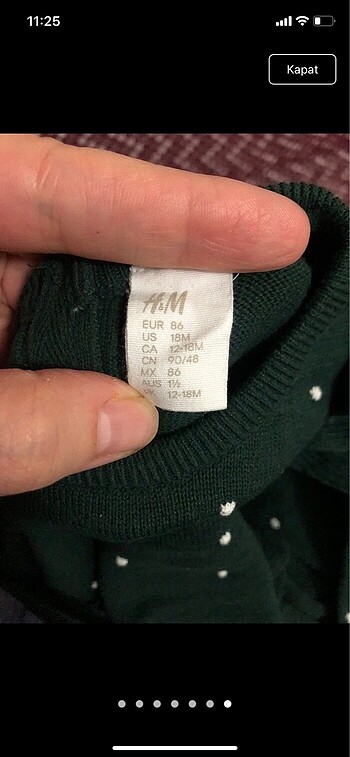 11:25
Kapat
H&M
EUR 86
US 18M
CA 12-18M
CN 90/48
MX 86
AUS 1½
12-18M